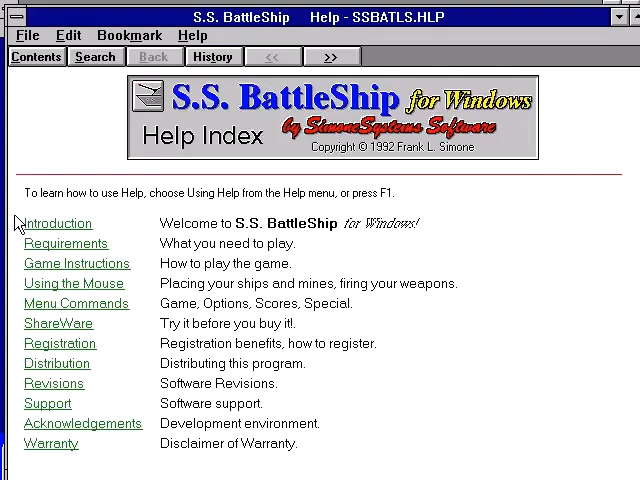 S.S. BattleShip Help - SSBATLS.HLP
File Edit Bookmark Help
Contents Search Back History << >>
S.S. BattleShip for Windows
by SimoneSystems Software
Help Index
Copyright © 1992 Frank L. Simone
To learn how to use Help, choose Using Help from the Help menu, or press F1.
Introduction Welcome to S.S. BattleShip for Windows!
Requirements What you need to play.
Game Instructions How to play the game.
Using the Mouse Placing your ships and mines, firing your weapons.
Menu Commands Game, Options, Scores, Special.
ShareWare Try it before you buy it!.
Registration Registration benefits, how to register.
Distribution Distributing this program.
Revisions Software Revisions.
Support Software support.
Acknowledgements Development environment.
Warranty Disclaimer of Warranty.